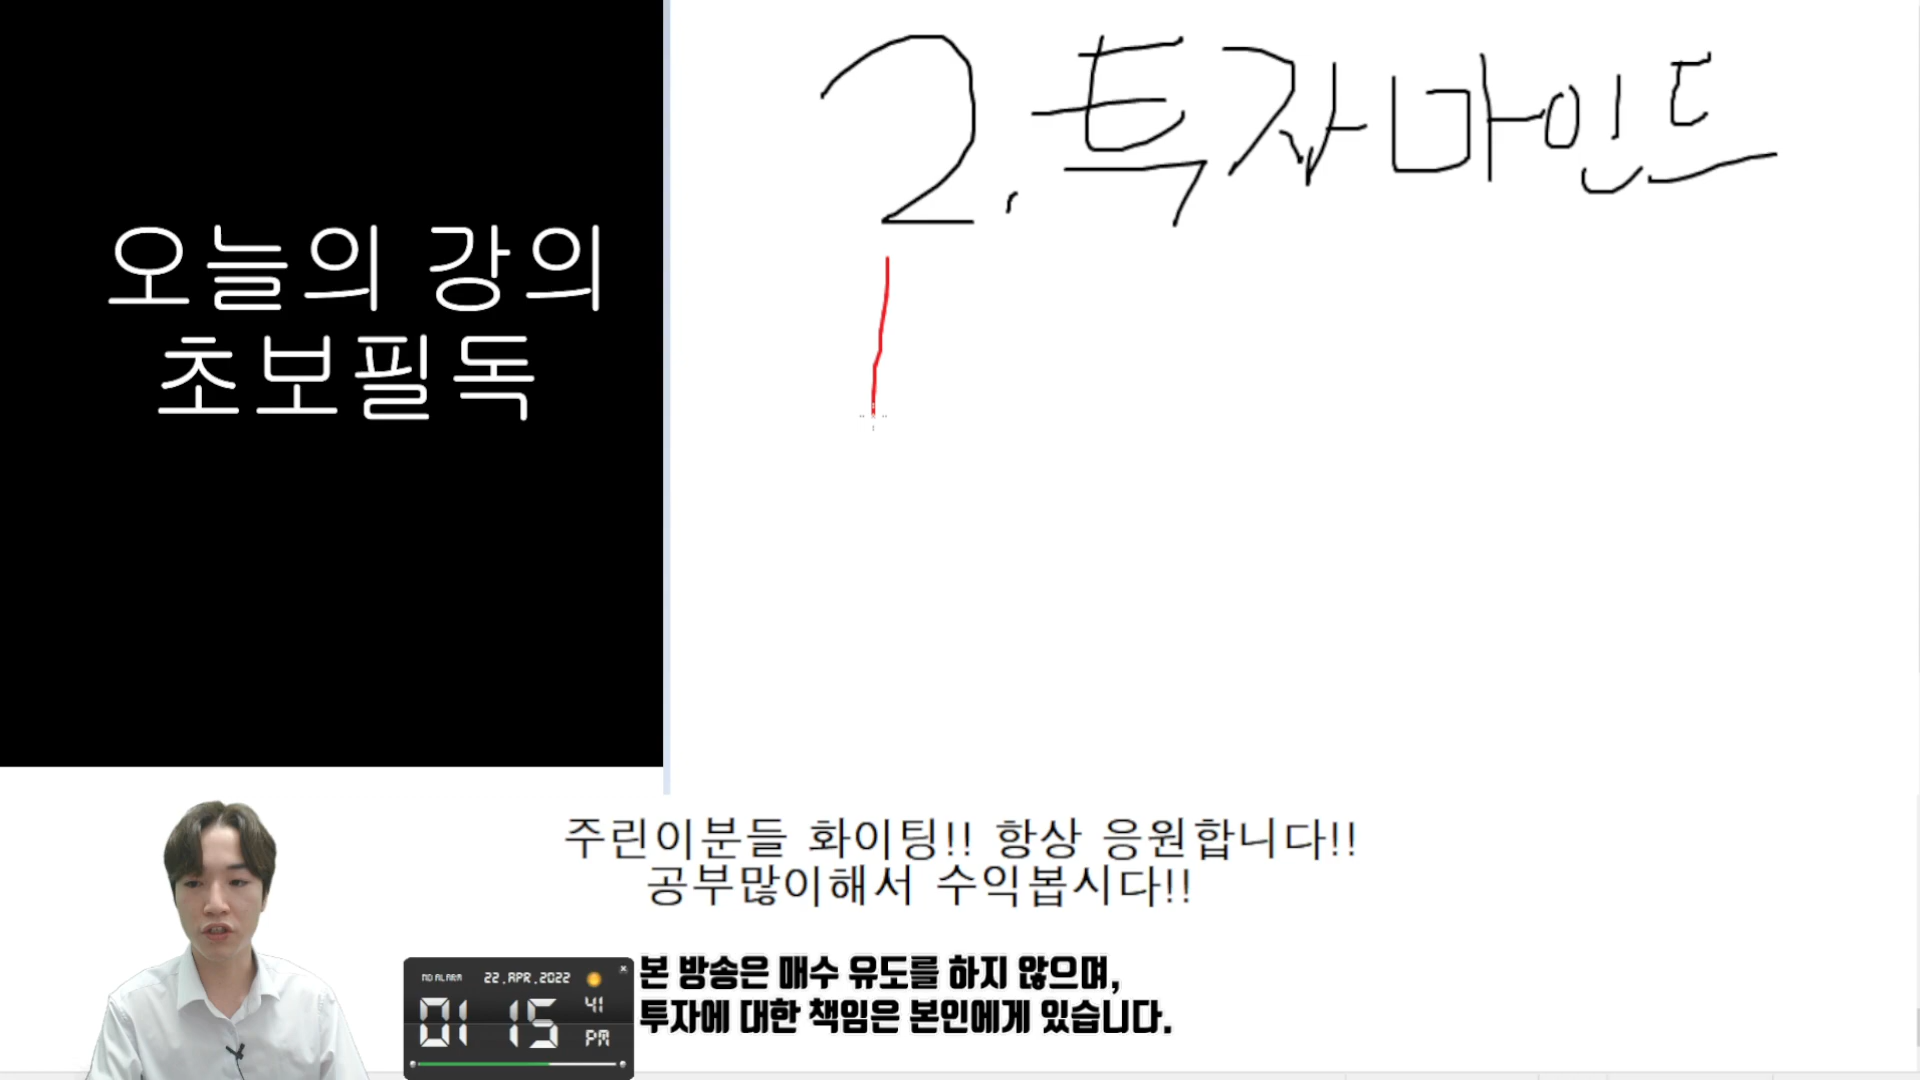 오늘의 강의
초보필독
2. 특자마인드
주린이분들 화이팅!! 항상 응원합니다!!
공부많이해서 수익봅시다!!
NO ALARM 22.APR.2022
01 15 41 PM
본 방송은 매수 유도를 하지 않으며,
투자에 대한 책임은 본인에게 있습니다.